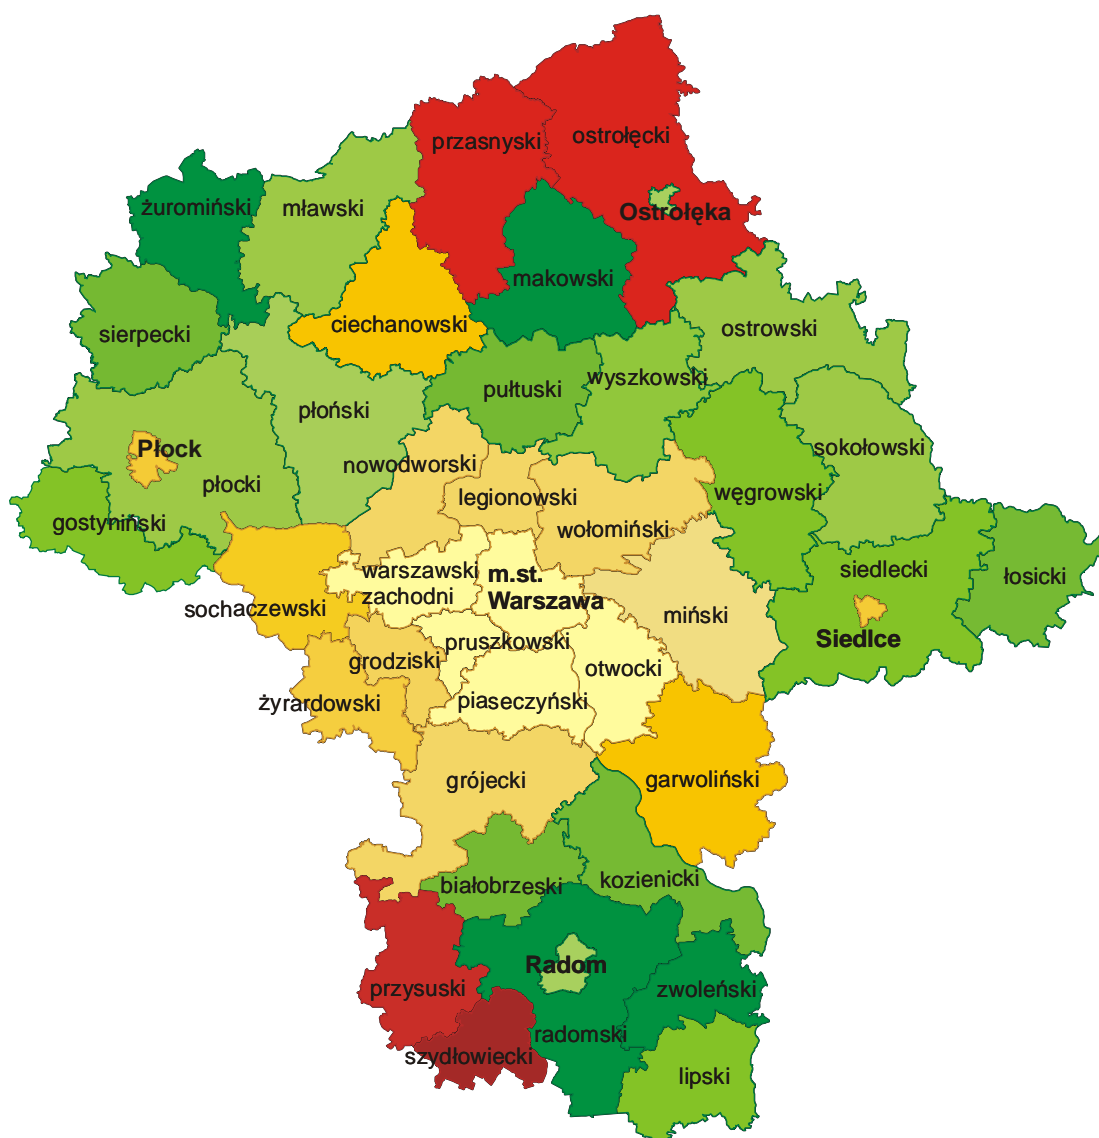 ostrołęcki
przasnyski
żuromiński
mławski
Ostrołęka
makowski
ciechanowski
ostrowski
sierpecki
wyszkowski
pułtuski
płoński
sokołowski
Płock
nowodworski
płocki
legionowski
węgrowski
gostyniński
wołomiński
warszawski
zachodni
m.st.
Warszawa
siedlecki
łosicki
sochaczewski
miński
Siedlce
pruszkowski
grodziski
otwocki
żyrardowski
piaseczyński
grójecki
garwoliński
białobrzeski
kozienicki
Radom
przysuski
zwoleński
radomski
szydłowiecki
lipski